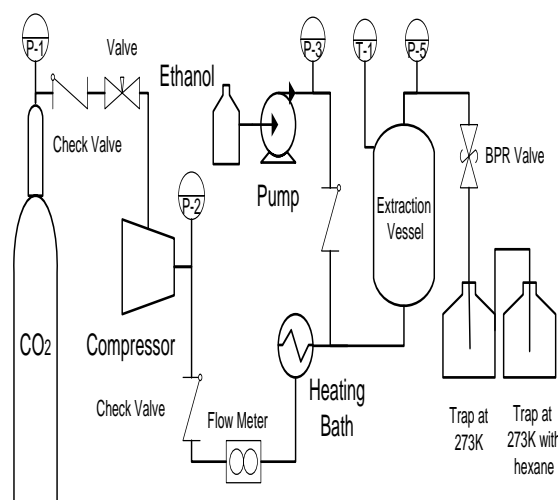 P-1
Valve
P-3
T-1
P-5
Ethanol
Check Valve
BPR Valve
Pump
P-2
Extraction
Vessel
CO2
Compressor
Heating
Bath
Check Valve
Flow Meter
Trap at
273K
Trap at
273K with
hexane